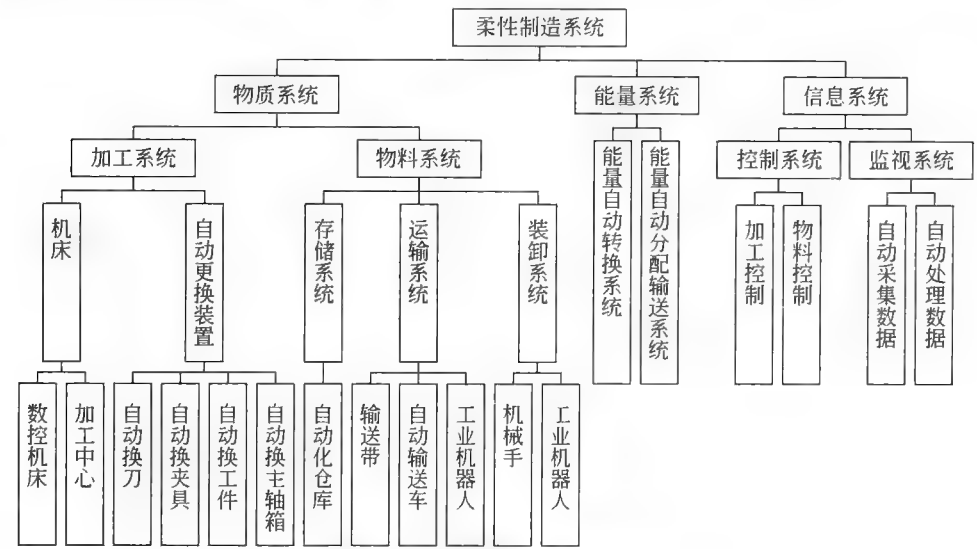 柔性制造系统
物质系统
能量系统
信息系统
加工系统
物料系统
能量自动转换系统
能量自动分配输送系统
控制系统
监视系统
机床
自动更换装置
存储系统
运输系统
装卸系统
加工控制
物料控制
自动采集数据
自动处理数据
数控机床
加工中心
自动换刀
自动换夹具
自动换工件
自动换主轴箱
自动化仓库
输送带
自动输送车
工业机器人
机械手
工业机器人